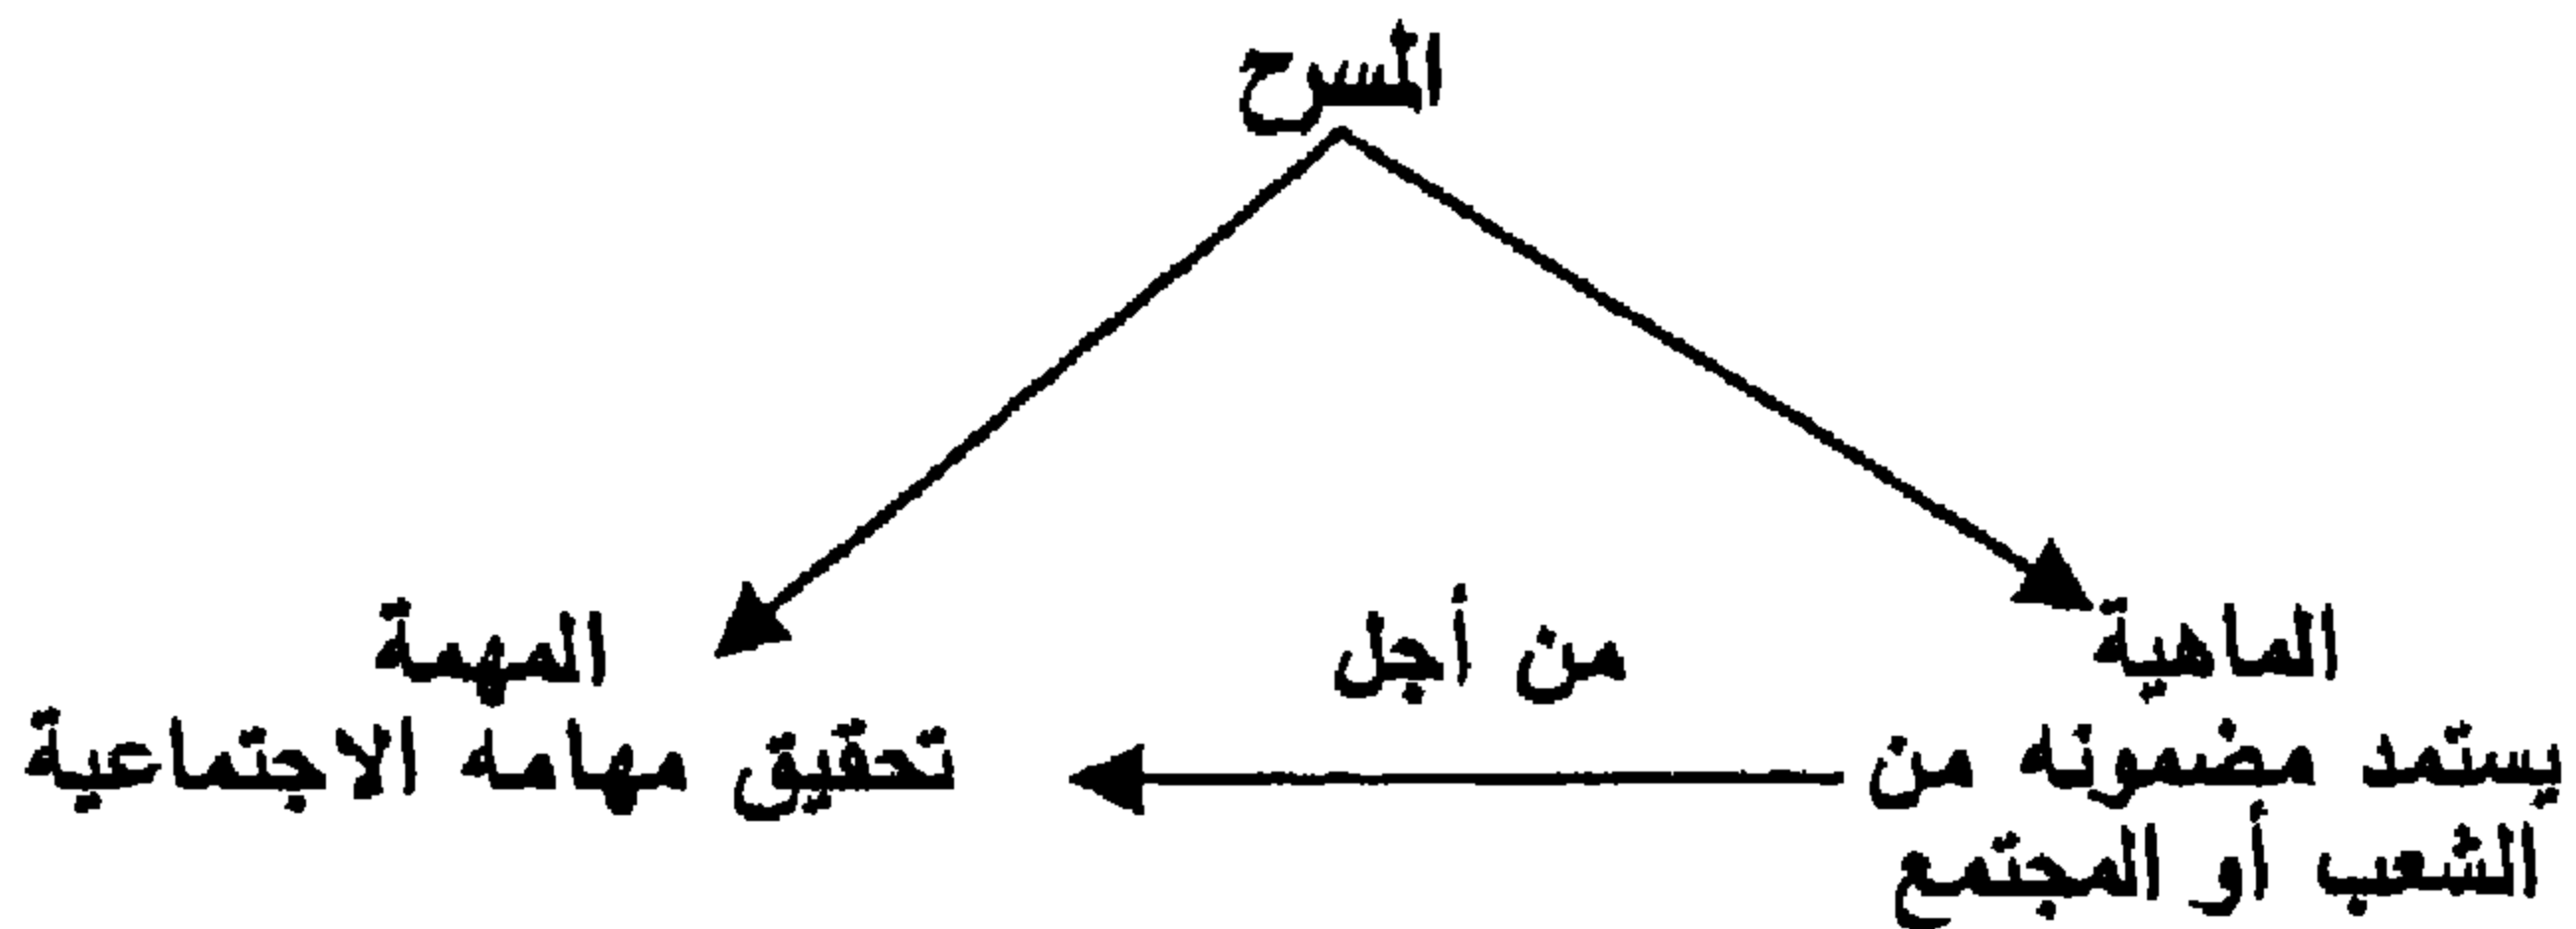 المسرح
الماهية
من أجل
المهمة
يستمد مضمونه من
تحقيق مهامه الاجتماعية
الشعب أو المجتمع